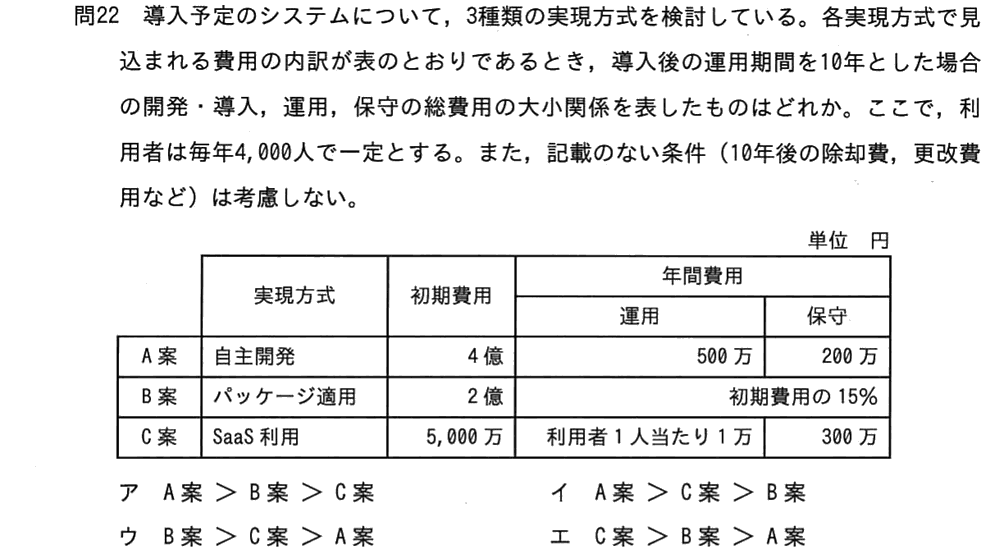 問22 導入予定のシステムについて，3種類の実現方式を検討している。各実現方式で見
込まれる費用の内訳が表のとおりであるとき，導入後の運用期間を10年とした場合
の開発・導入，運用，保守の総費用の大小関係を表したものはどれか。ここで，利
用者は毎年4,000人で一定とする。また，記載のない条件（10年後の除却費，更改費
用など）は考慮しない。
単位 円
実現方式 初期費用 年間費用
運用 保守
A案 自主開発 4億 500万 200万
B案 パッケージ適用 2億 初期費用の15%
C案 SaaS利用 5,000万 利用者1人当たり1万 300万
ア A案 ＞ B案 ＞ C案 イ A案 ＞ C案 ＞ B案
ウ B案 ＞ C案 ＞ A案 エ C案 ＞ B案 ＞ A案